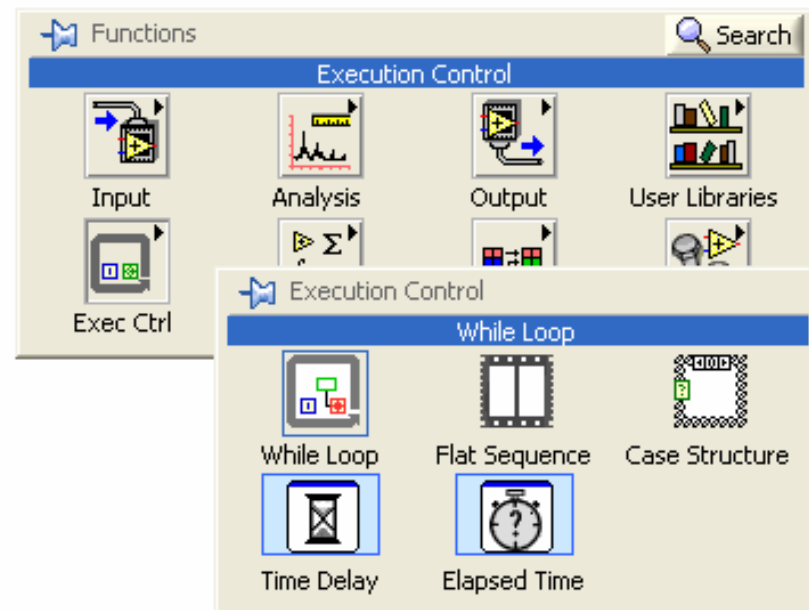 Functions
Search
Execution Control
Input Analysis Output User Libraries
Exec Ctrl
Execution Control
While Loop
While Loop Flat Sequence Case Structure
Time Delay Elapsed Time